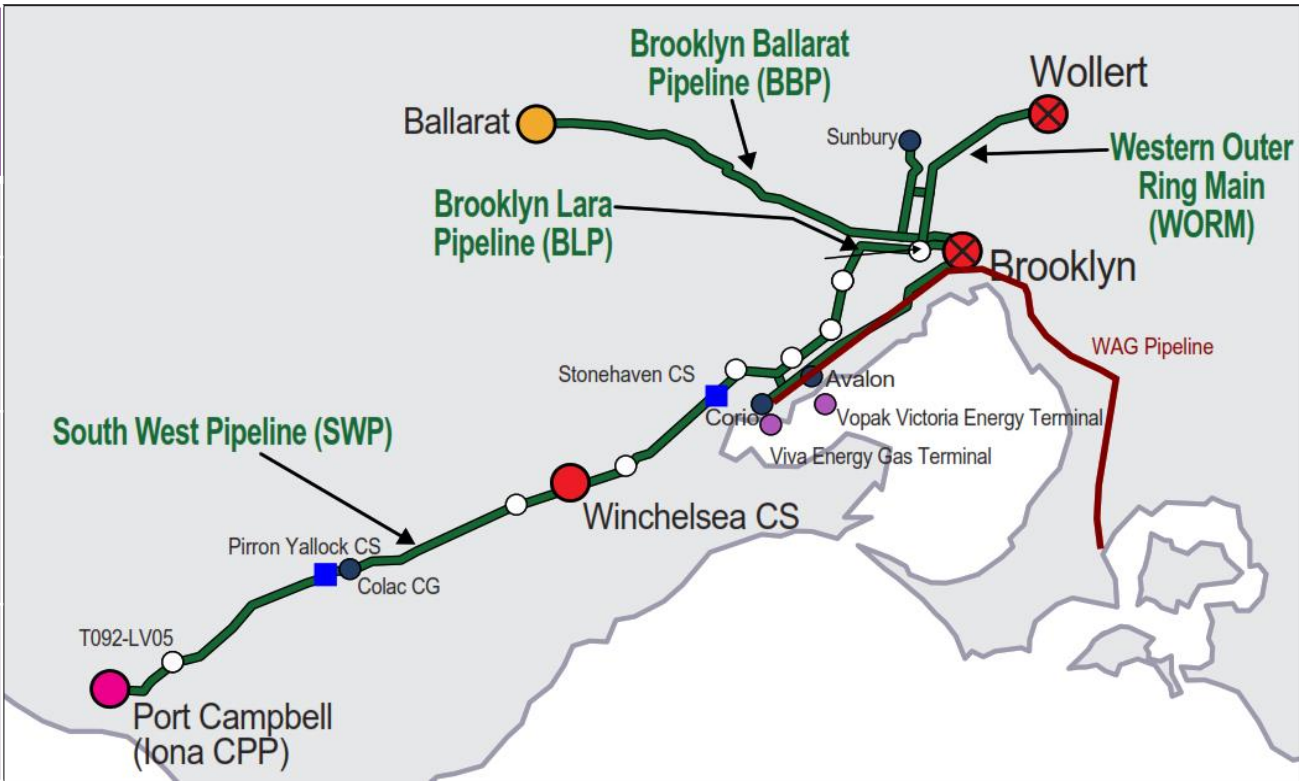 Brooklyn Ballarat
Pipeline (BBP)
Wollert
Ballarat
Sunbury
Western Outer
Ring Main
(WORM)
Brooklyn Lara
Pipeline (BLP)
Brooklyn
WAG Pipeline
Stonehaven CS
Avalon
Corio
Vopak Victoria Energy Terminal
South West Pipeline (SWP)
Viva Energy Gas Terminal
Winchelsea CS
Pirron Yallock CS
Colac CG
T092-LV05
Port Campbell
(Iona CPP)